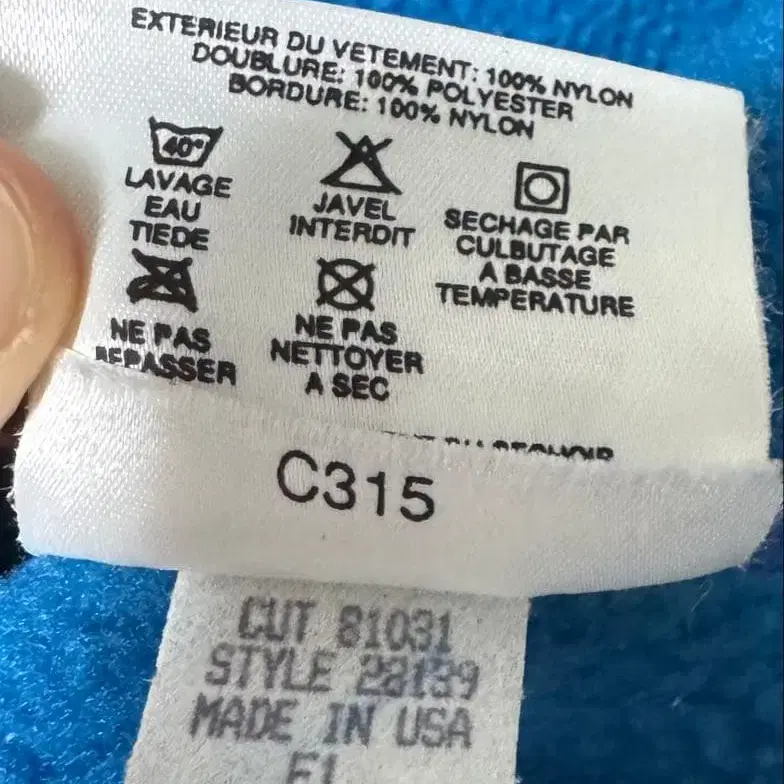 EXTERIEUR DU VETEMENT: 100% NYLON
DOUBLURE: 100% POLYESTER
BORDURE: 100% NYLON
40°
LAVAGE
EAU
TIEDE
JAVEL
INTERDIT
SECHAGE PAR
CULBUTAGE
A BASSE
TEMPERATURE
NE PAS
REPASSER
NE PAS
NETTOYER
A SEC
C315
CUT 81031
STYLE 28139
MADE IN USA